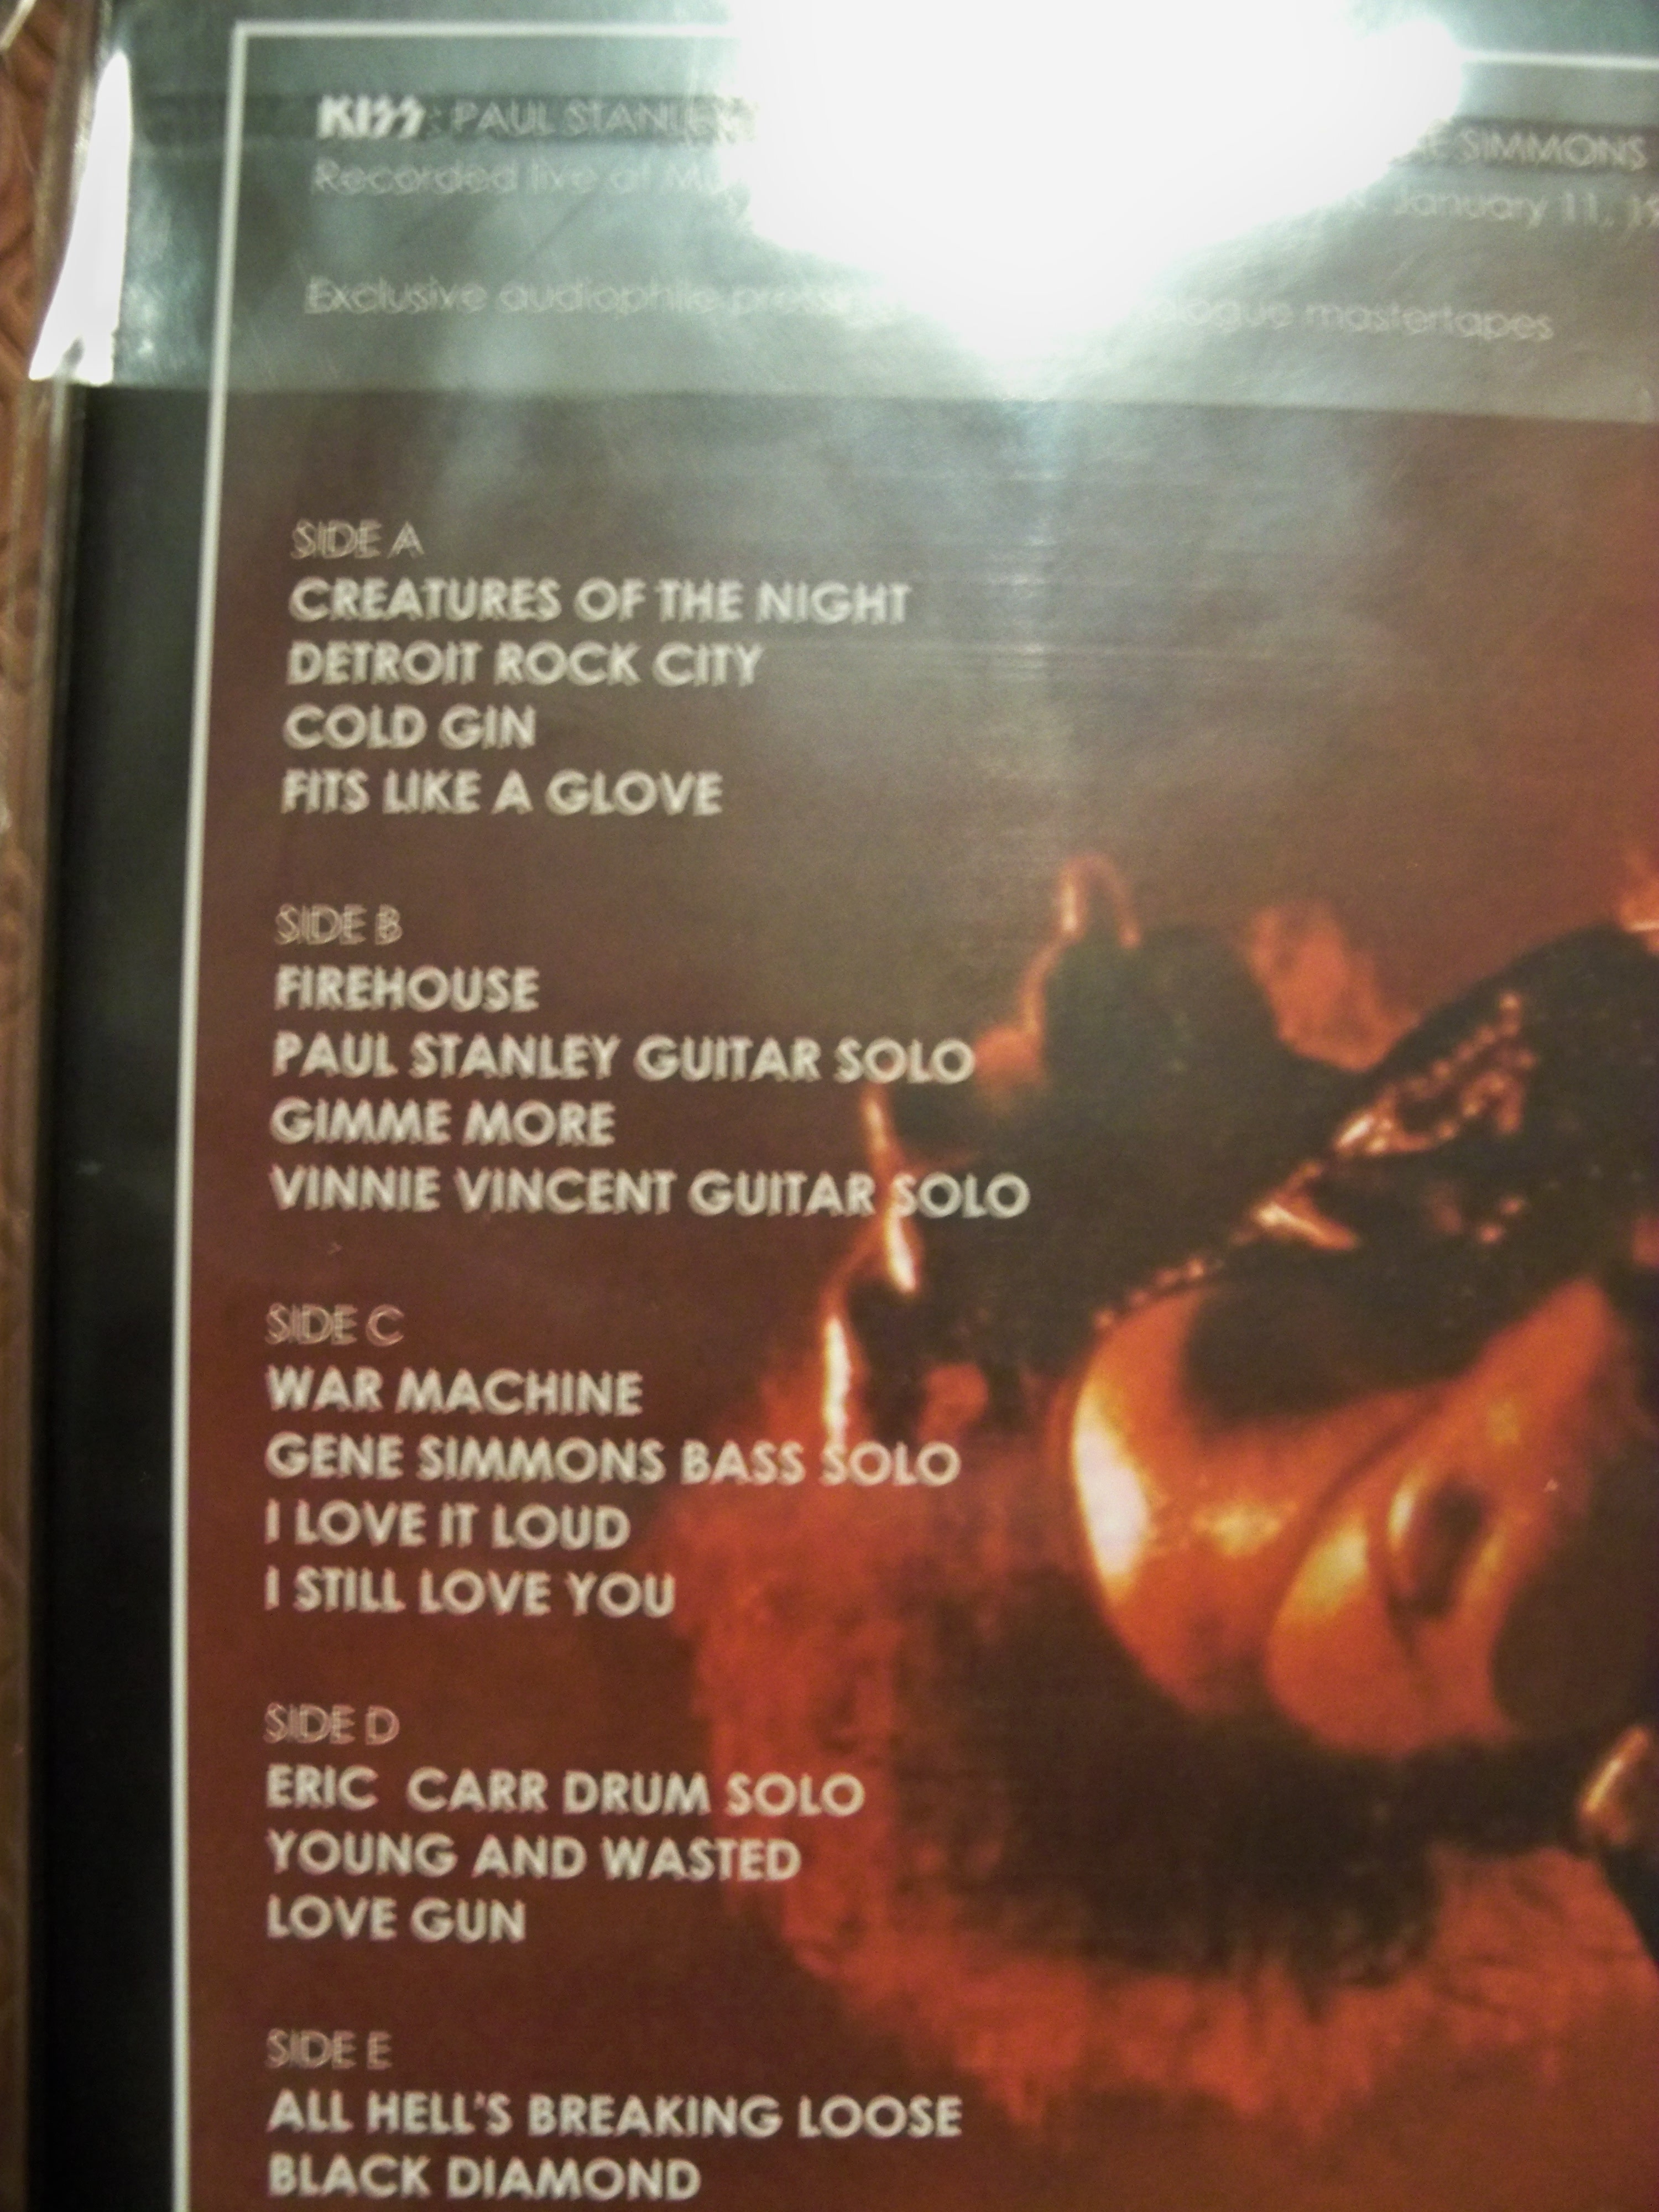 KISS: PAUL STANLEY SIMMONS
Recorded live at January 11,
Exclusive audiophile mastertapes
SIDE A
CREATURES OF THE NIGHT
DETROIT ROCK CITY
COLD GIN
FITS LIKE A GLOVE
SIDE B
FIREHOUSE
PAUL STANLEY GUITAR SOLO
GIMME MORE
VINNIE VINCENT GUITAR SOLO
SIDE C
WAR MACHINE
GENE SIMMONS BASS SOLO
I LOVE IT LOUD
I STILL LOVE YOU
SIDE D
ERIC CARR DRUM SOLO
YOUNG AND WASTED
LOVE GUN
SIDE E
ALL HELL'S BREAKING LOOSE
BLACK DIAMOND